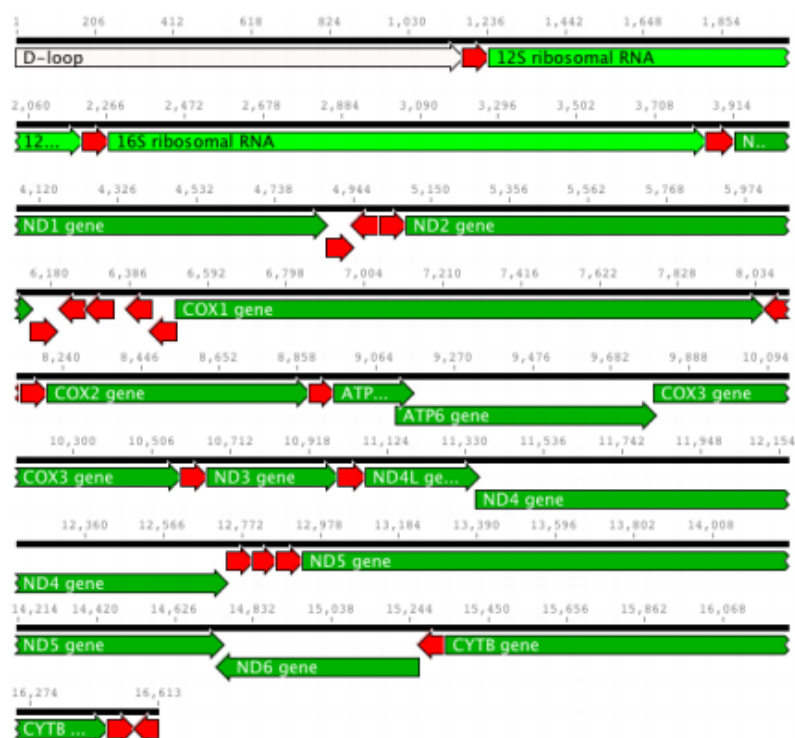 1 206 412 618 824 1,030 1,236 1,442 1,648 1,854
D-loop 12S ribosomal RNA
2,060 2,266 2,472 2,678 2,884 3,090 3,296 3,502 3,708 3,914
12... 16S ribosomal RNA N..
4,120 4,326 4,532 4,738 4,944 5,150 5,356 5,562 5,768 5,974
ND1 gene ND2 gene
6,180 6,386 6,592 6,798 7,004 7,210 7,416 7,622 7,828 8,034
COX1 gene
8,240 8,446 8,652 8,858 9,064 9,270 9,476 9,682 9,888 10,094
COX2 gene ATP... COX3 gene
ATP6 gene
10,300 10,506 10,712 10,918 11,124 11,330 11,536 11,742 11,948 12,154
COX3 gene ND3 gene ND4L ge...
ND4 gene
12,360 12,566 12,772 12,978 13,184 13,390 13,596 13,802 14,008
ND5 gene
ND4 gene
14,214 14,420 14,626 14,832 15,038 15,244 15,450 15,656 15,862 16,068
ND5 gene CYTB gene
ND6 gene
16,274 16,613
CYTB ...